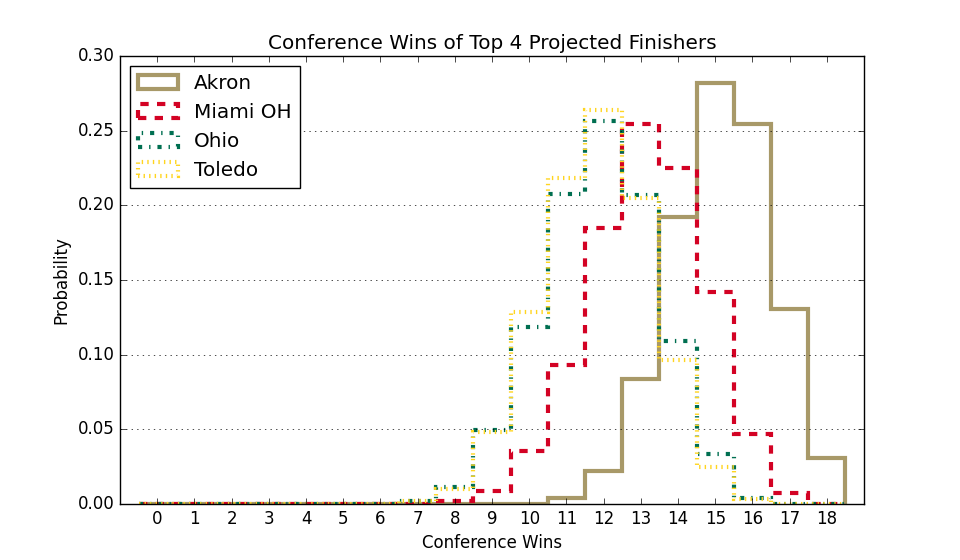 Conference Wins of Top 4 Projected Finishers
0.30
0.25
0.20
0.15
0.10
0.05
0.00
Probability
Akron
Miami OH
Ohio
Toledo
0 1 2 3 4 5 6 7 8 9 10 11 12 13 14 15 16 17 18
Conference Wins